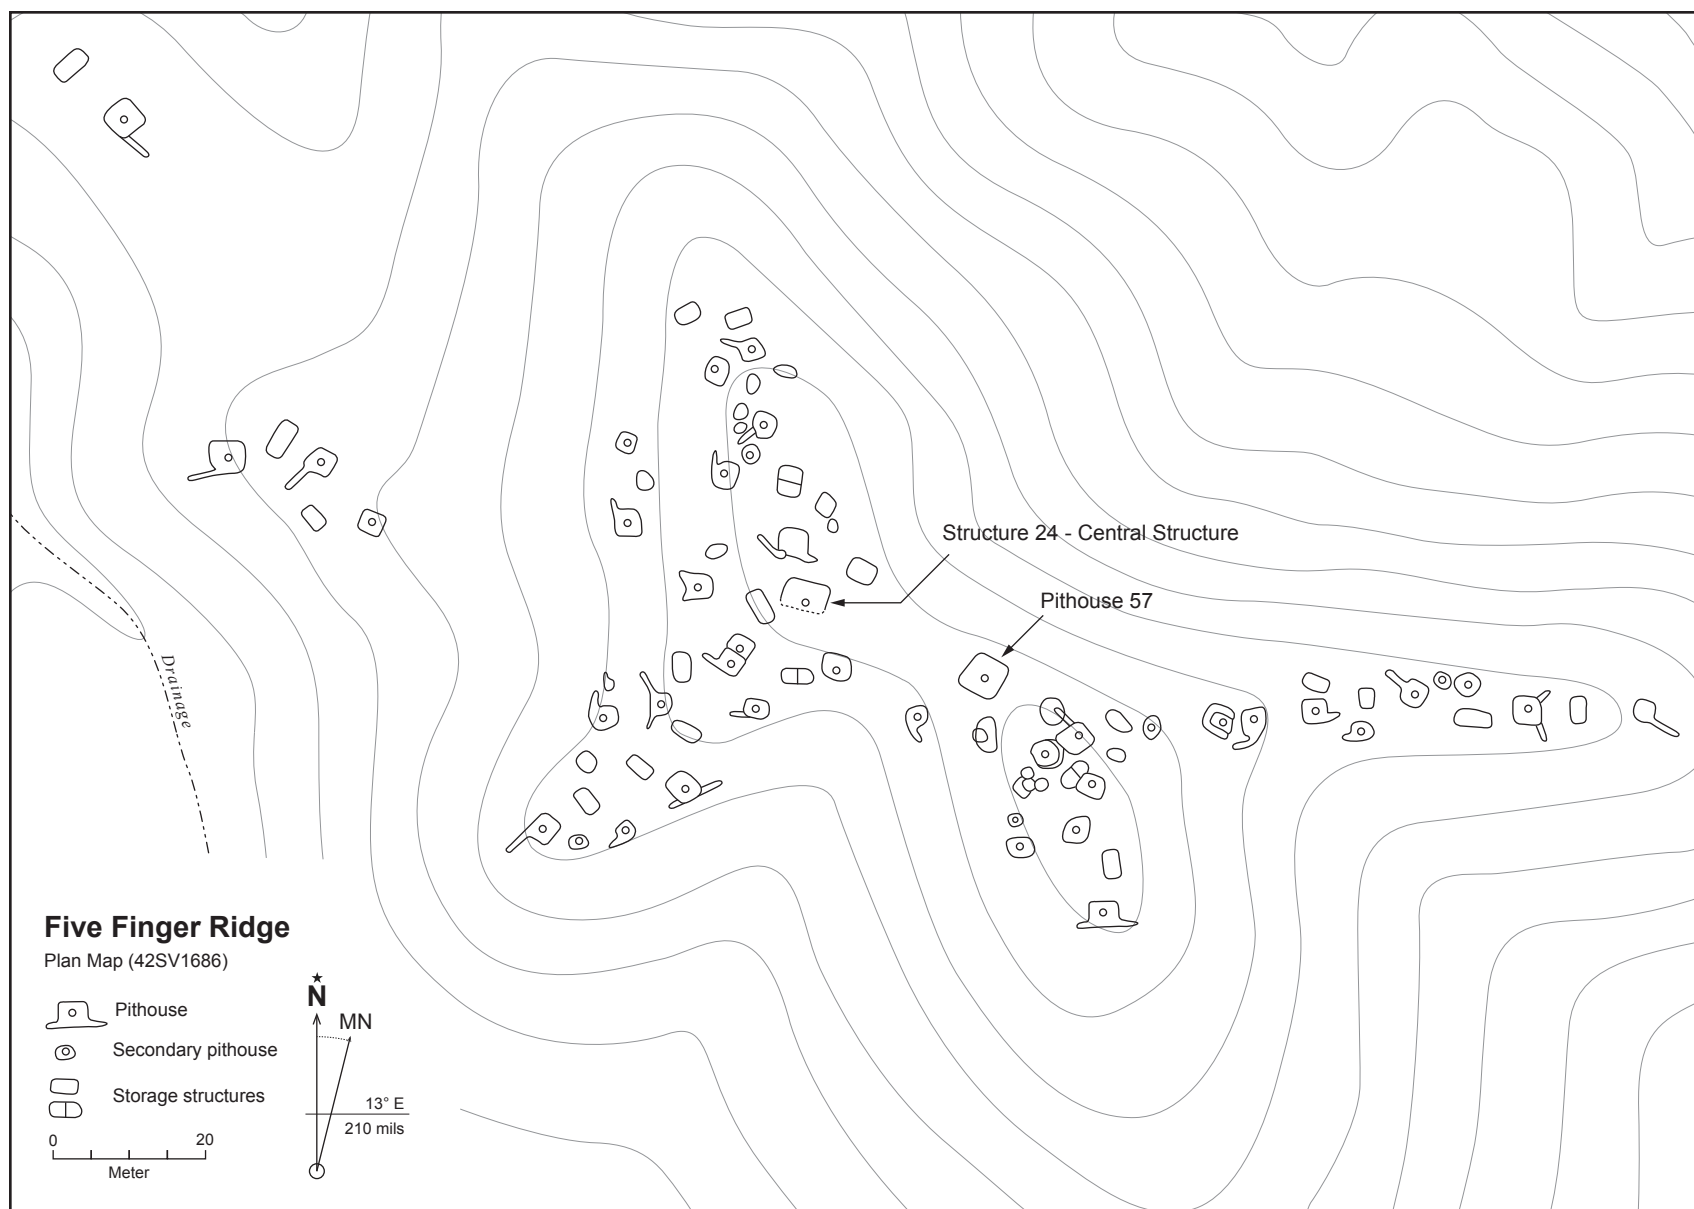 Structure 24 - Central Structure
Pithouse 57
Drainage
Five Finger Ridge
Plan Map (42SV1686)
Pithouse
Secondary pithouse
Storage structures
0 20
Meter
N
MN
13° E
210 mils